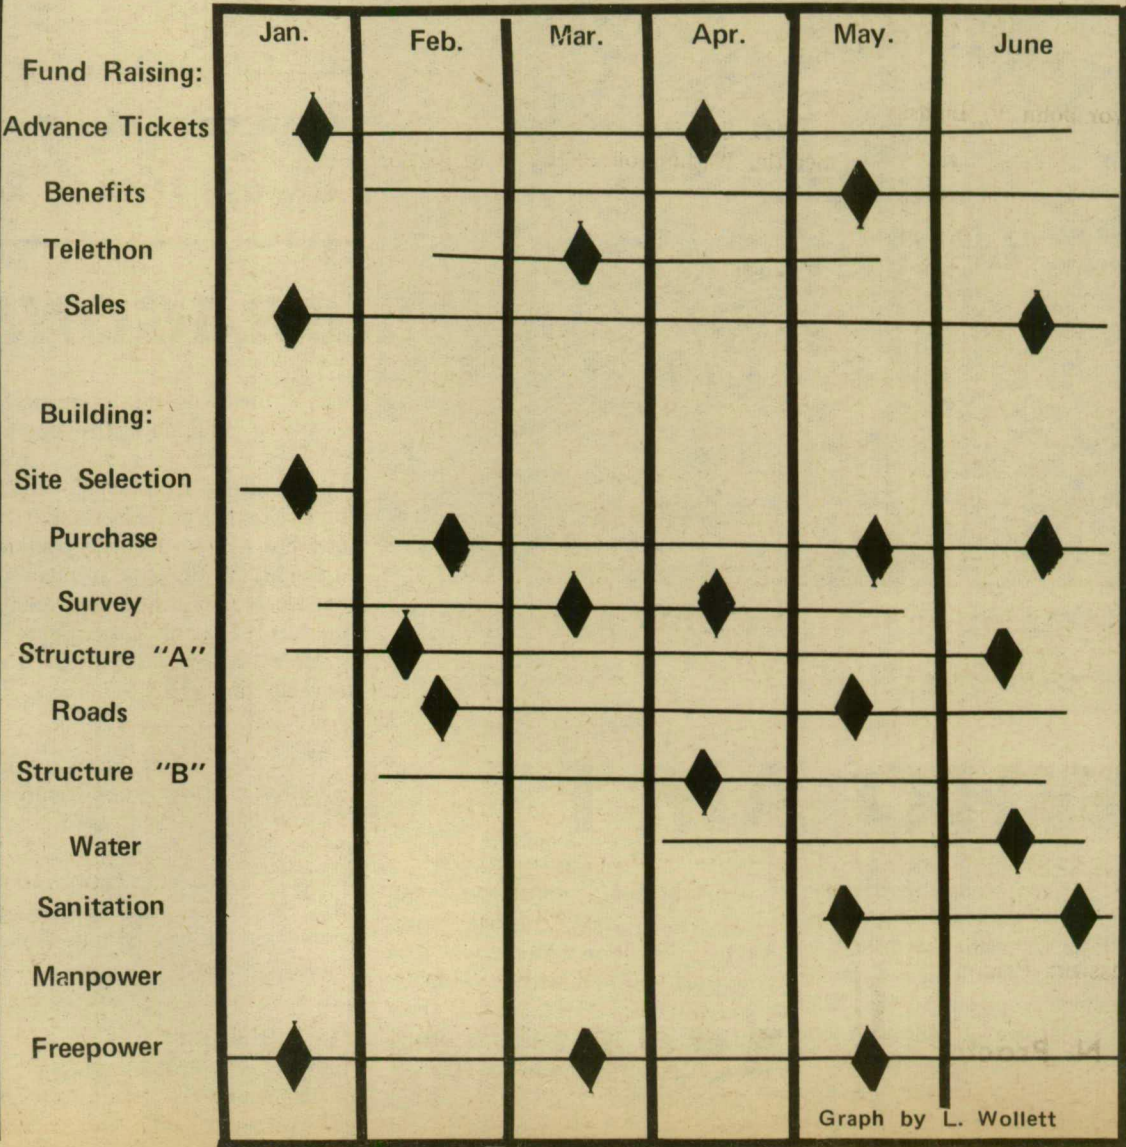 Jan. Feb. Mar. Apr. May. June
Fund Raising:
Advance Tickets
Benefits
Telethon
Sales
Building:
Site Selection
Purchase
Survey
Structure "A"
Roads
Structure "B"
Water
Sanitation
Manpower
Freepower
Graph by L. Wollett